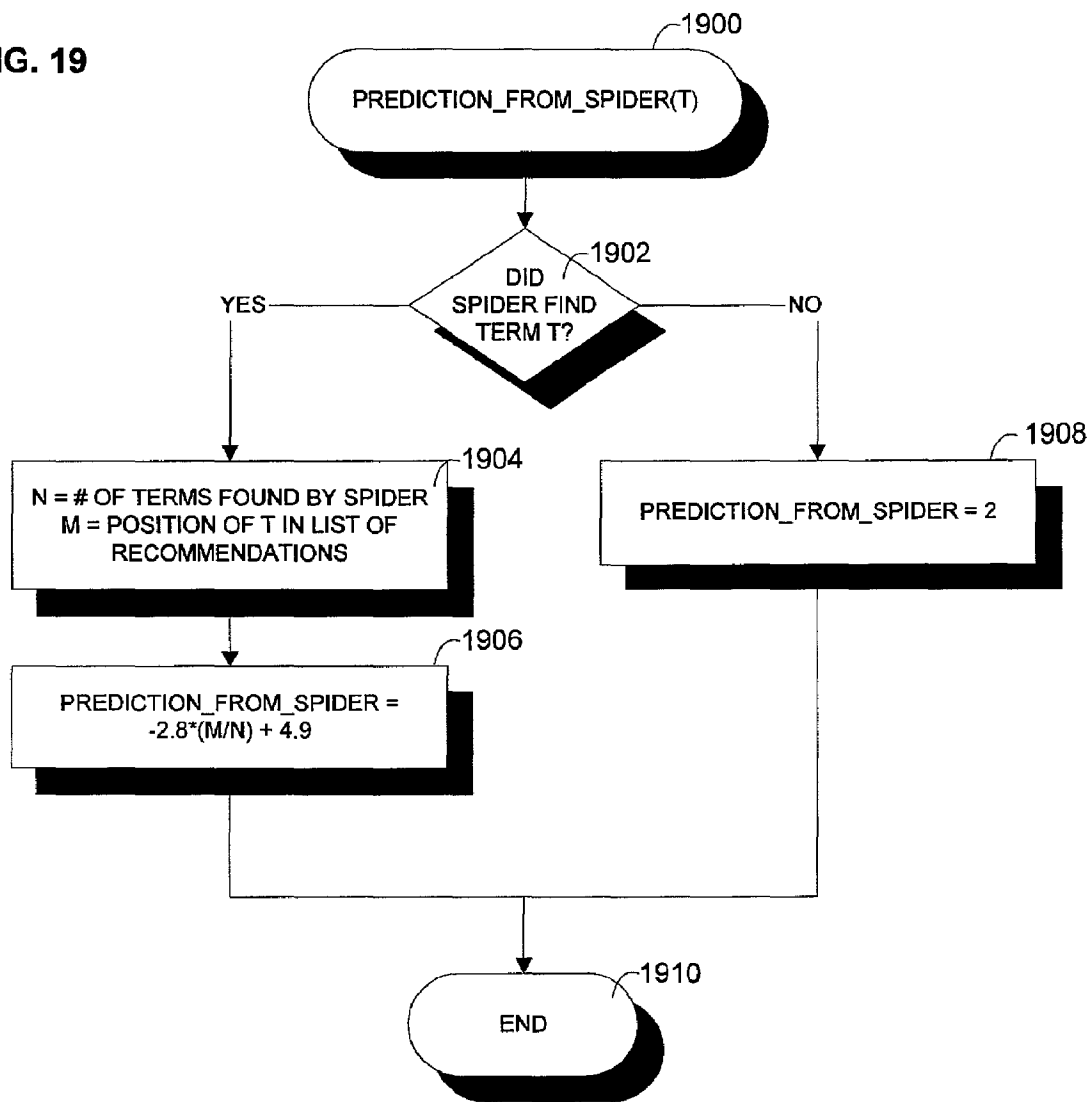 IG. 19
1900
PREDICTION_FROM_SPIDER(T)
1902
DID
SPIDER FIND
TERM T?
YES
NO
1904
N = # OF TERMS FOUND BY SPIDER
M = POSITION OF T IN LIST OF
RECOMMENDATIONS
1908
PREDICTION_FROM_SPIDER = 2
1906
PREDICTION_FROM_SPIDER =
-2.8*(M/N) + 4.9
1910
END